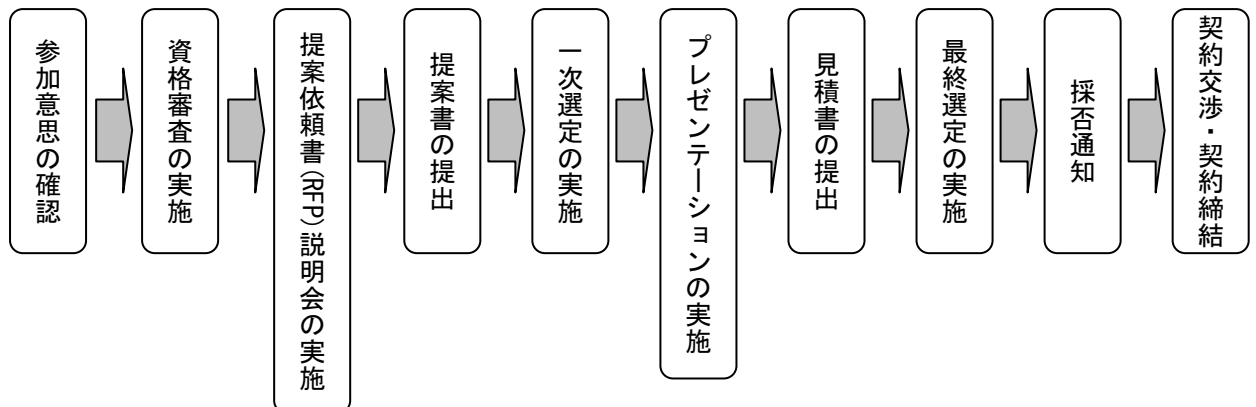 参加意思の確認
資格審査の実施
提案依頼書(RFP)説明会の実施
提案書の提出
一次選定の実施
プレゼンテーションの実施
見積書の提出
最終選定の実施
採否通知
契約交渉・契約締結